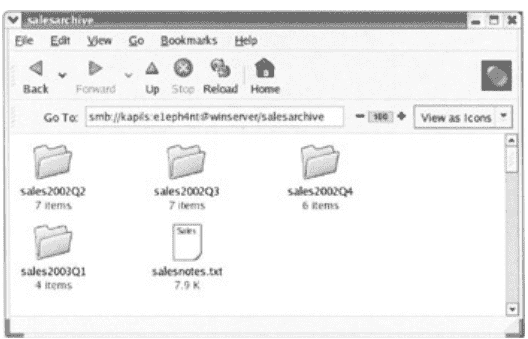 salesarchive
File Edit View Go Bookmarks Help
Back Forward Up Stop Reload Home
Go To: smb://kapils:e1eph4nt@winserver/salesarchive 100 View as Icons
sales2002Q2 sales2002Q3 sales2002Q4
7 items 7 items 6 items
Sales
sales2003Q1 salesnotes.txt
4 items 7.9 K